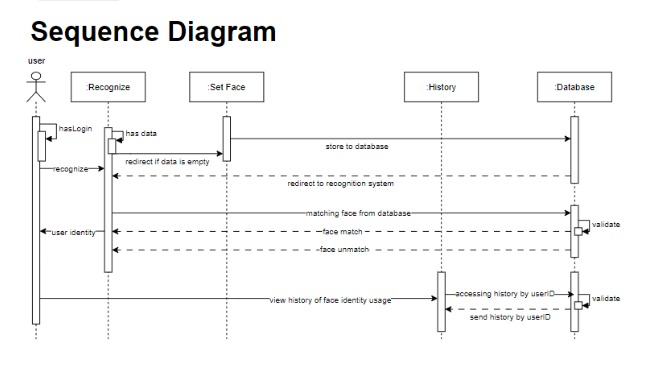 Sequence Diagram
user
:Recognize
:Set Face
:History
:Database
hasLogin
has data
store to database
redirect if data is empty
recognize
redirect to recognition system
matching face from database
validate
user identity
face match
face unmatch
accessing history by userID
view history of face identity usage
validate
send history by userID